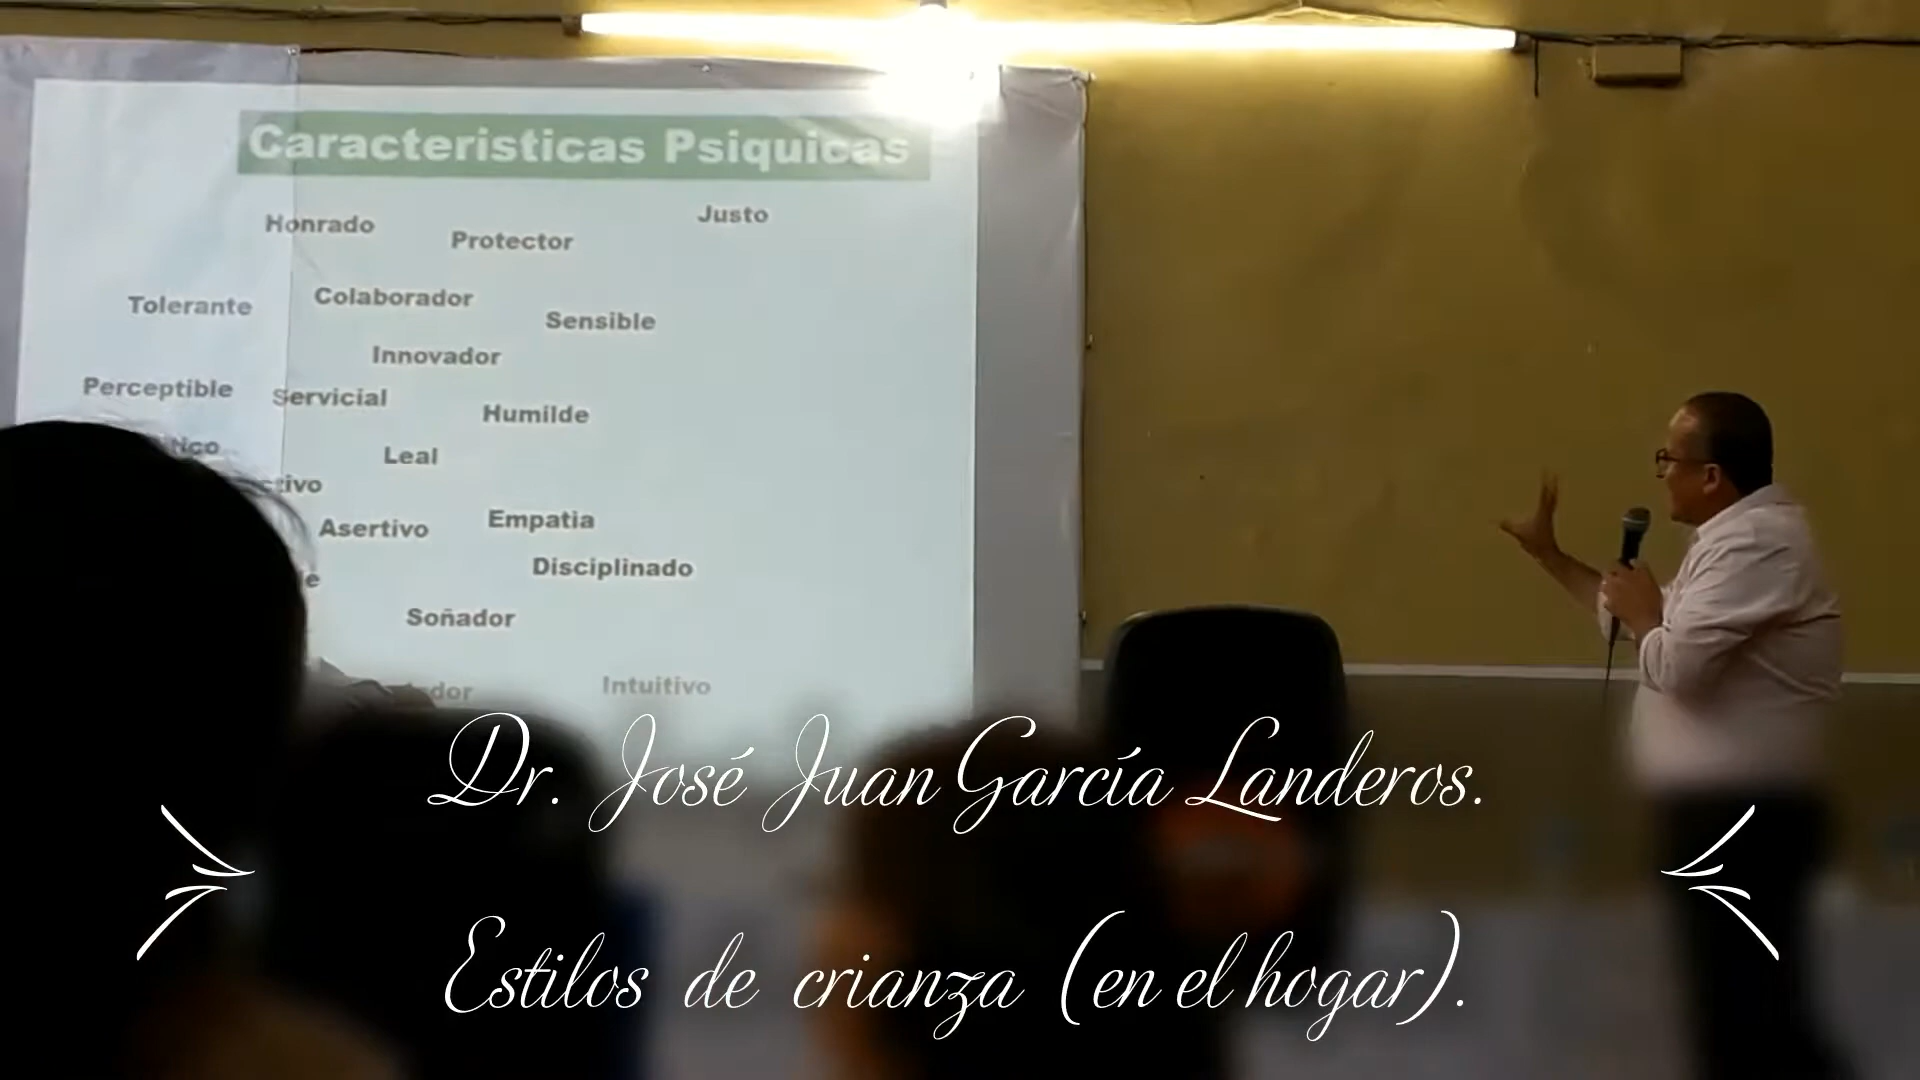 Caracteristicas Psiquicas
Justo
Honrado
Protector
Tolerante
Colaborador
Sensible
Innovador
Perceptible
Servicial
Humilde
Leal
Asertivo
Empatia
Disciplinado
Soñador
Intuitivo
Dr. José Juan García Landeros.
Estilos de crianza (en el hogar).